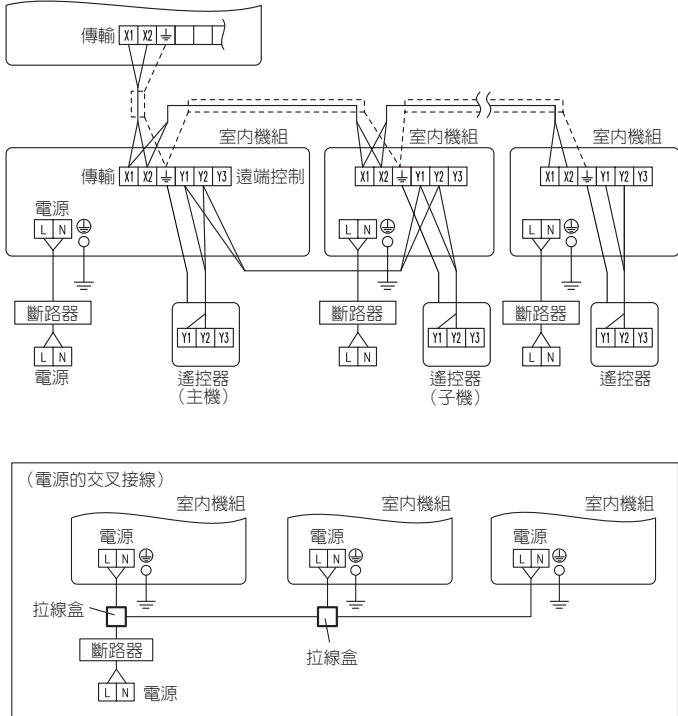 傳輸 X1 X2 ⏚
室內機組 室內機組 室內機組
傳輸 X1 X2 ⏚ Y1 Y2 Y3 遠端控制
X1 X2 ⏚ Y1 Y2 Y3
X1 X2 ⏚ Y1 Y2 Y3
電源
L N
L N
L N
斷路器 斷路器 斷路器
Y1 Y2 Y3
Y1 Y2 Y3
Y1 Y2 Y3
L N
L N
L N
電源
遙控器
（主機）
遙控器
（子機）
遙控器
（電源的交叉接線）
室內機組 室內機組 室內機組
電源 電源 電源
L N
L N
L N
拉線盒
斷路器
拉線盒
L N 電源